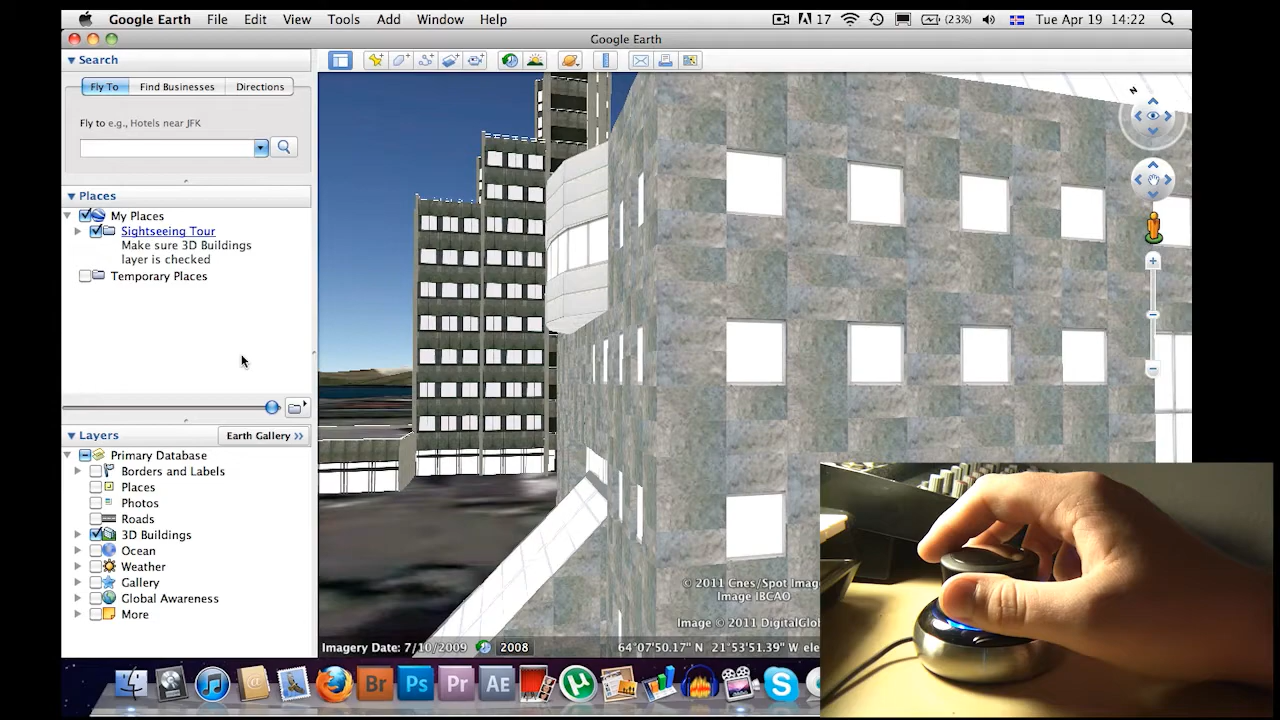 Google Earth File Edit View Tools Add Window Help 17 (23%) Tue Apr 19 14:22
Google Earth
Search
Fly To Find Businesses Directions
Fly to e.g., Hotels near JFK
Places
My Places
Sightseeing Tour
Make sure 3D Buildings
layer is checked
Temporary Places
Layers Earth Gallery >>
Primary Database
Borders and Labels
Places
Photos
Roads
3D Buildings
Ocean
Weather
Gallery
Global Awareness
More
N
© 2011 Cnes/Spot Imag
Image IBCAO
Image © 2011 DigitalGlob
Imagery Date: 7/10/2009 2008 64°07'50.17" N 21°53'51.39" W ele
Br Ps Pr AE